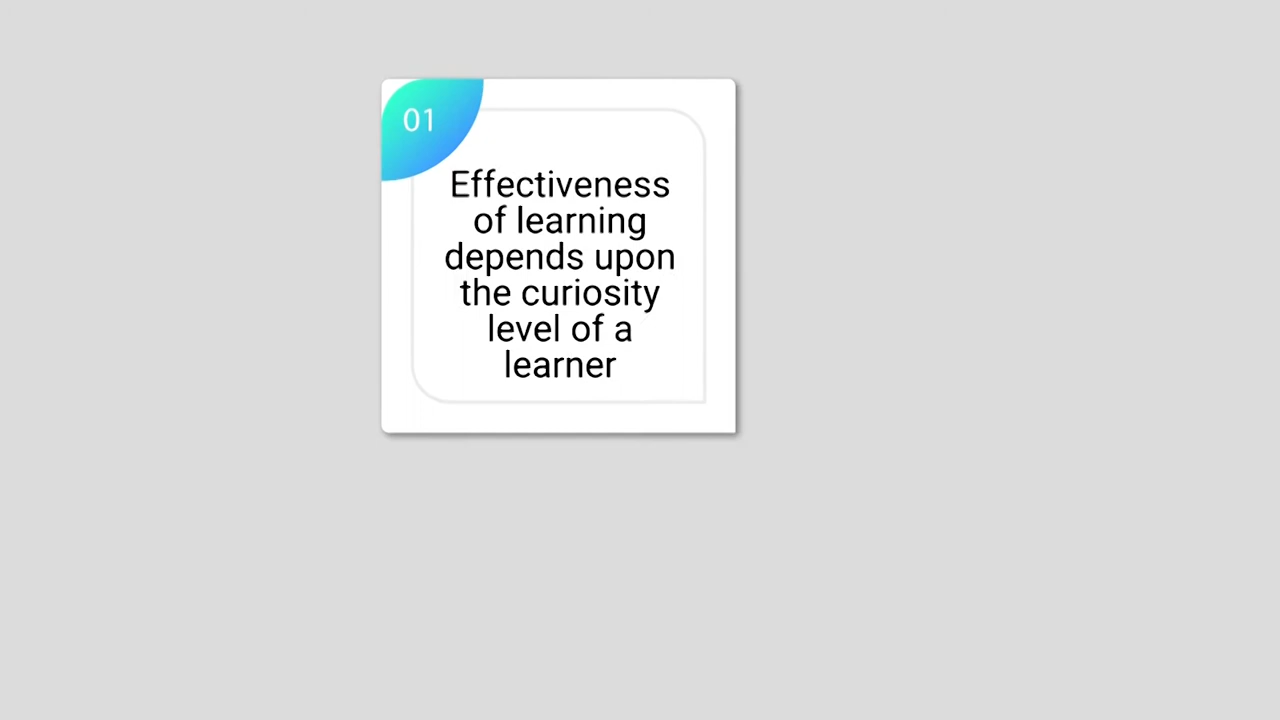 01
Effectiveness
of learning
depends upon
the curiosity
level of a
learner